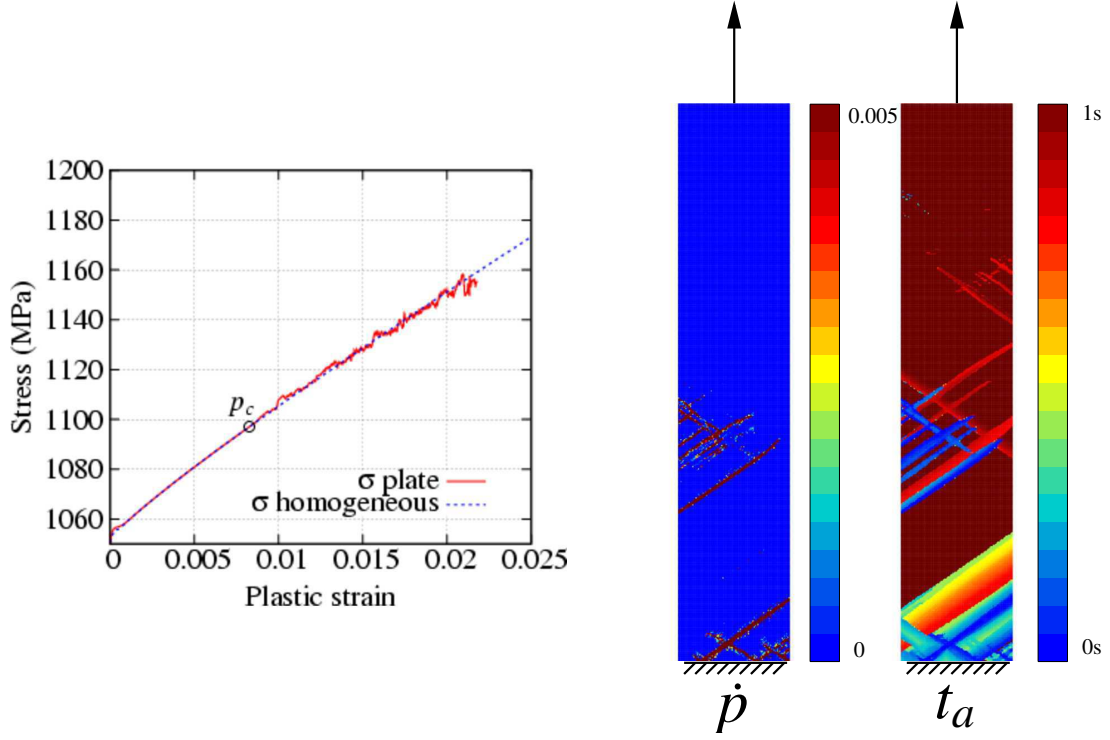 1200
1180
1160
1140
1120
1100
1080
1060
Stress (MPa)
p_c
σ plate
σ homogeneous
0 0.005 0.01 0.015 0.02 0.025
Plastic strain
0.005
0
ṗ
1s
0s
t_a